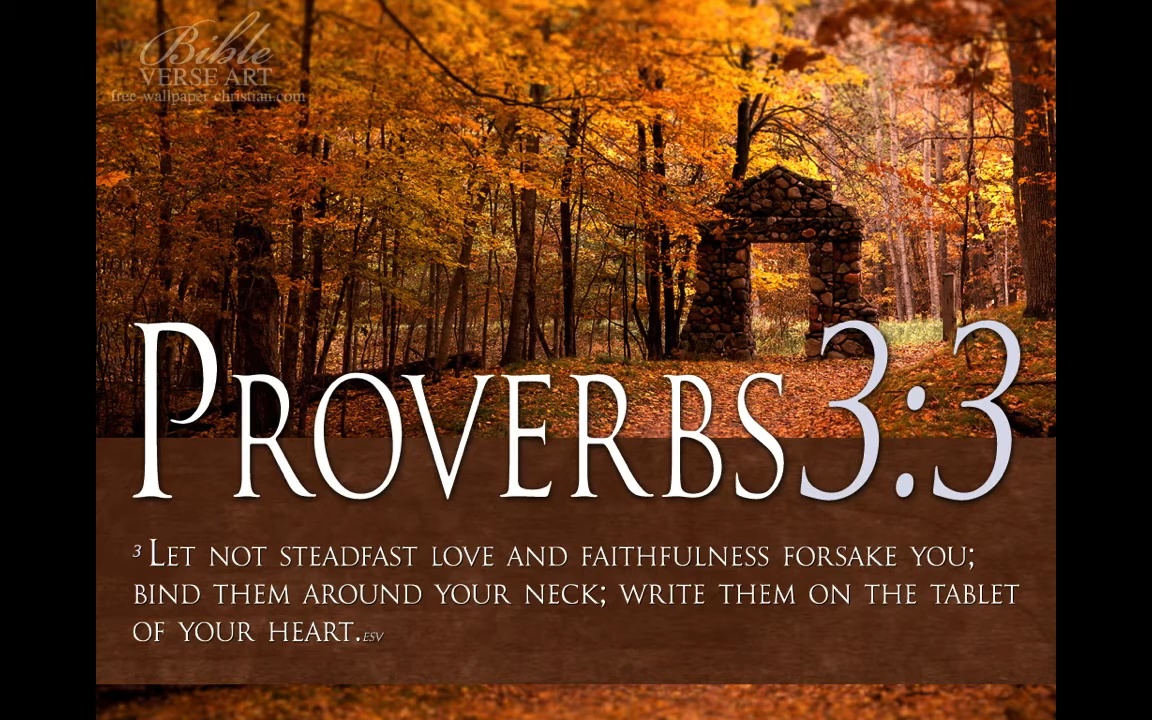 Bible
VERSE ART
free-wallpaper-christian.com
PROVERBS 3:3
3 LET NOT STEADFAST LOVE AND FAITHFULNESS FORSAKE YOU;
BIND THEM AROUND YOUR NECK; WRITE THEM ON THE TABLET
OF YOUR HEART. ESV